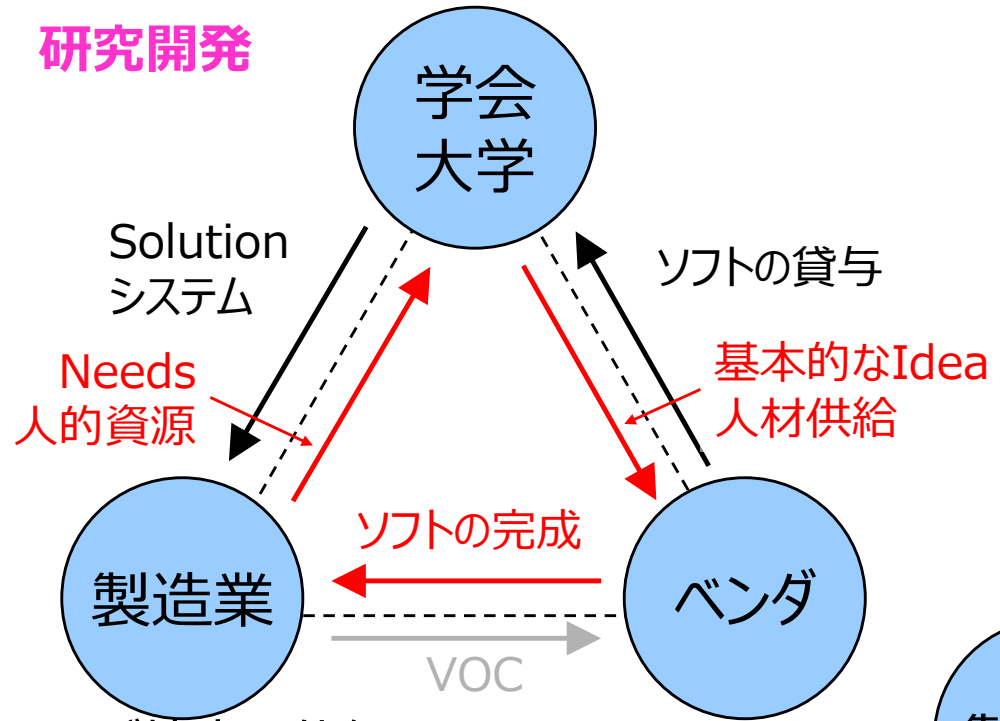 研究開発
学会
大学
Solution
システム
ソフトの貸与
Needs
人的資源
基本的なIdea
人材供給
ソフトの完成
製造業
ベンダ
VOC